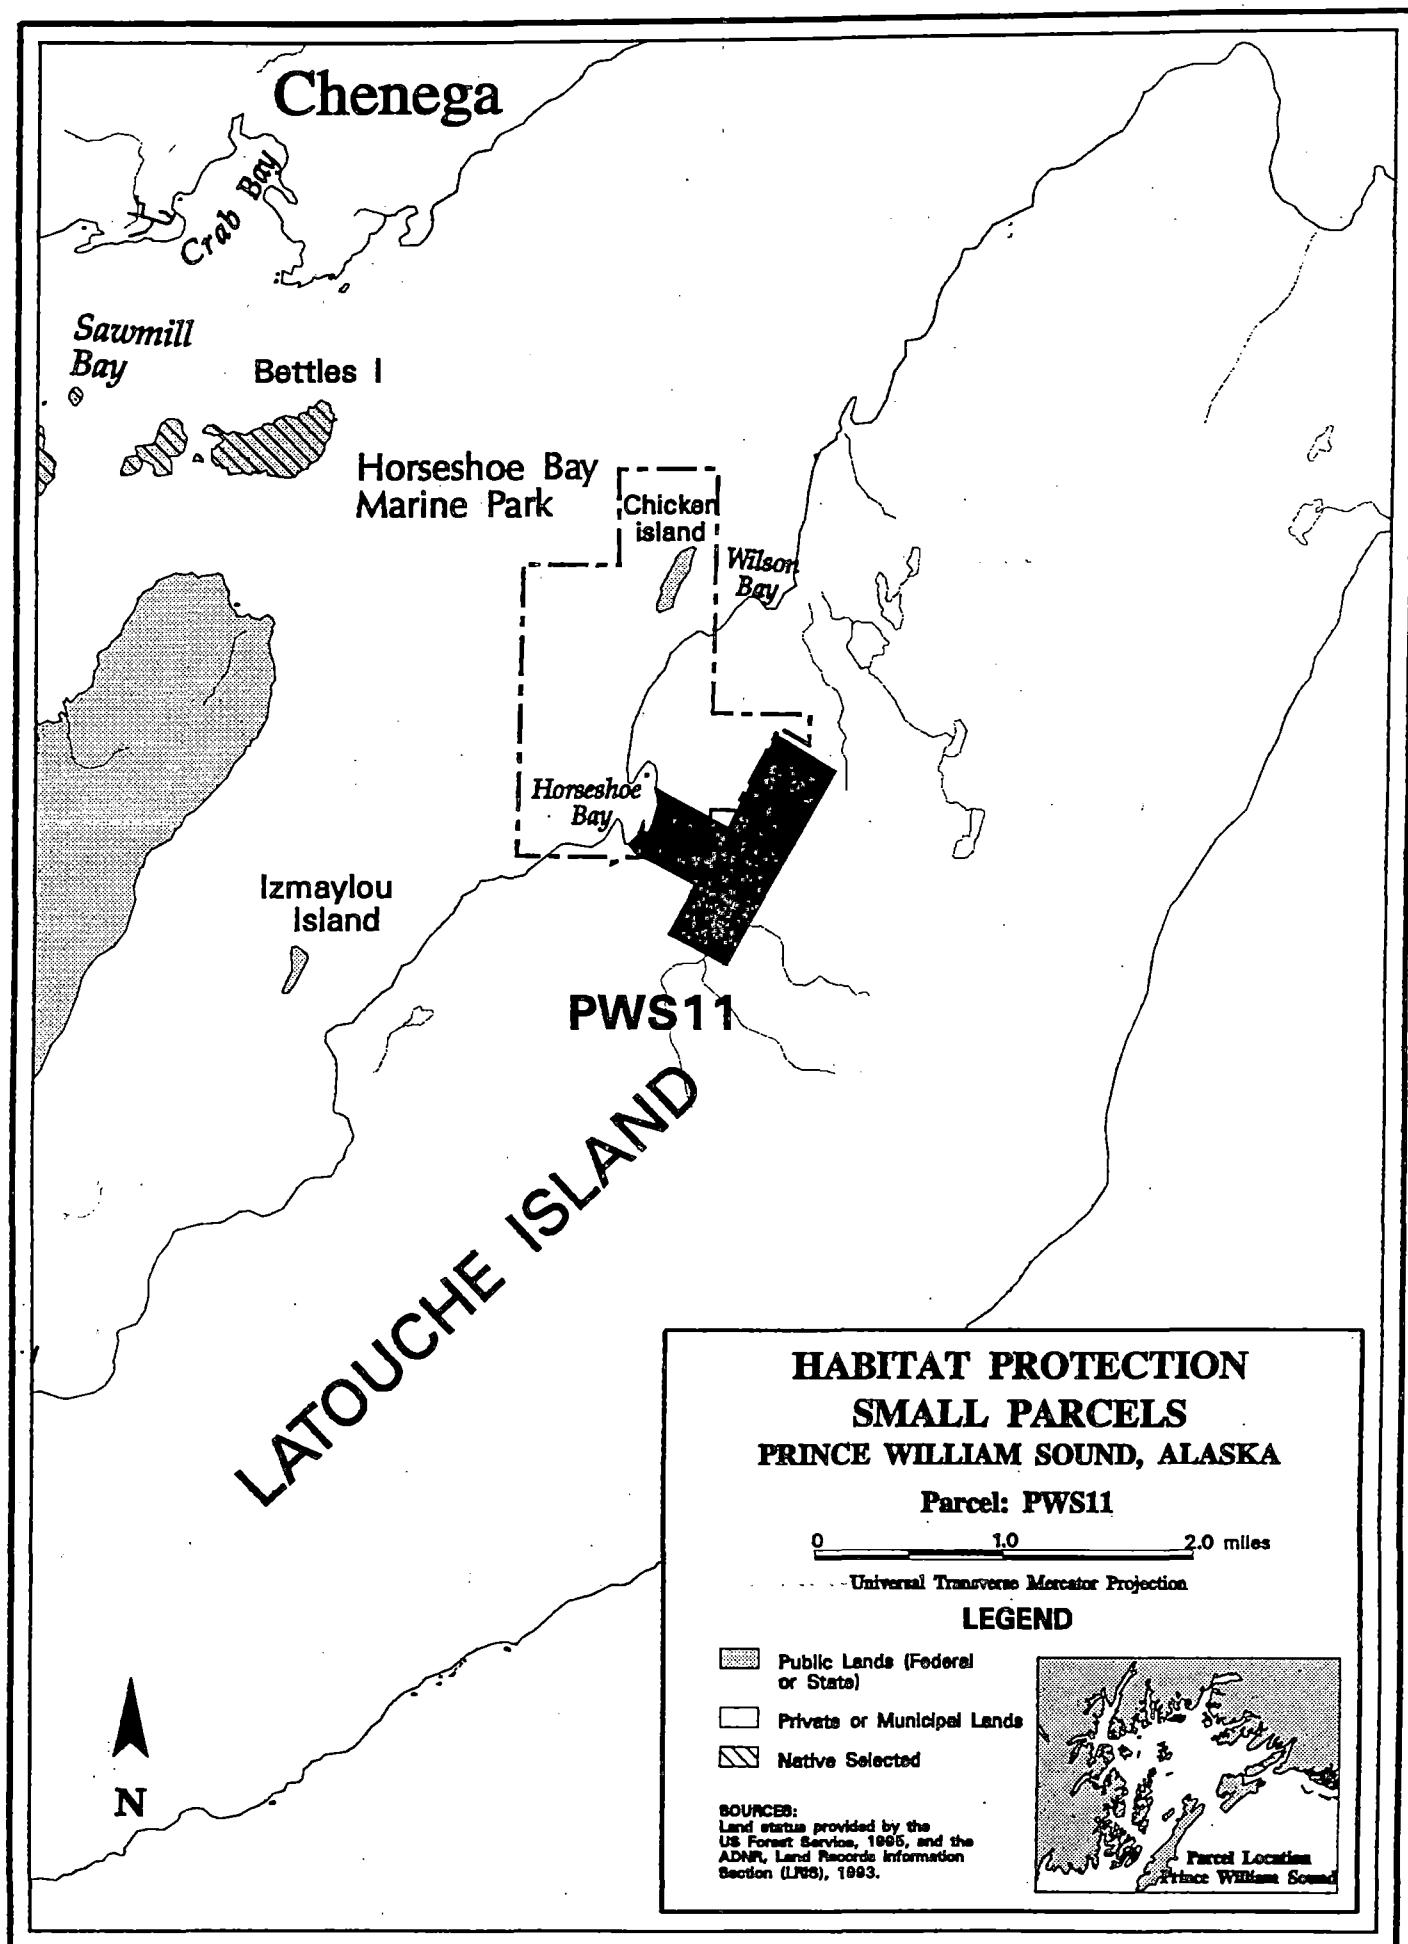 Chenega
Crab Bay
Sawmill
Bay
Bettles I
Horseshoe Bay
Marine Park
Chicken
island
Wilson
Bay
Horseshoe
Bay
Izmaylou
Island
PWS11
LATOUCHE ISLAND
HABITAT PROTECTION
SMALL PARCELS
PRINCE WILLIAM SOUND, ALASKA
Parcel: PWS11
0 1.0 2.0 miles
Universal Transverse Mercator Projection
LEGEND
Public Lands (Federal
or State)
Private or Municipal Lands
Native Selected
SOURCES:
Land status provided by the
US Forest Service, 1995, and the
ADNR, Land Records Information
Section (LRIS), 1993.
Parcel Location
Prince William Sound
N